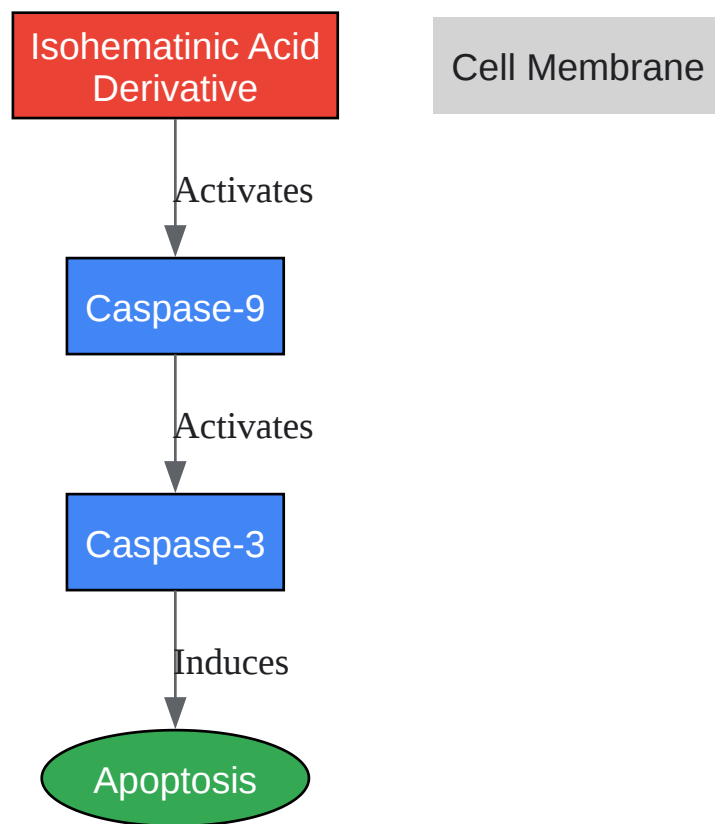 Isohematinic Acid
Derivative
Cell Membrane
Activates
Caspase-9
Activates
Caspase-3
Induces
Apoptosis